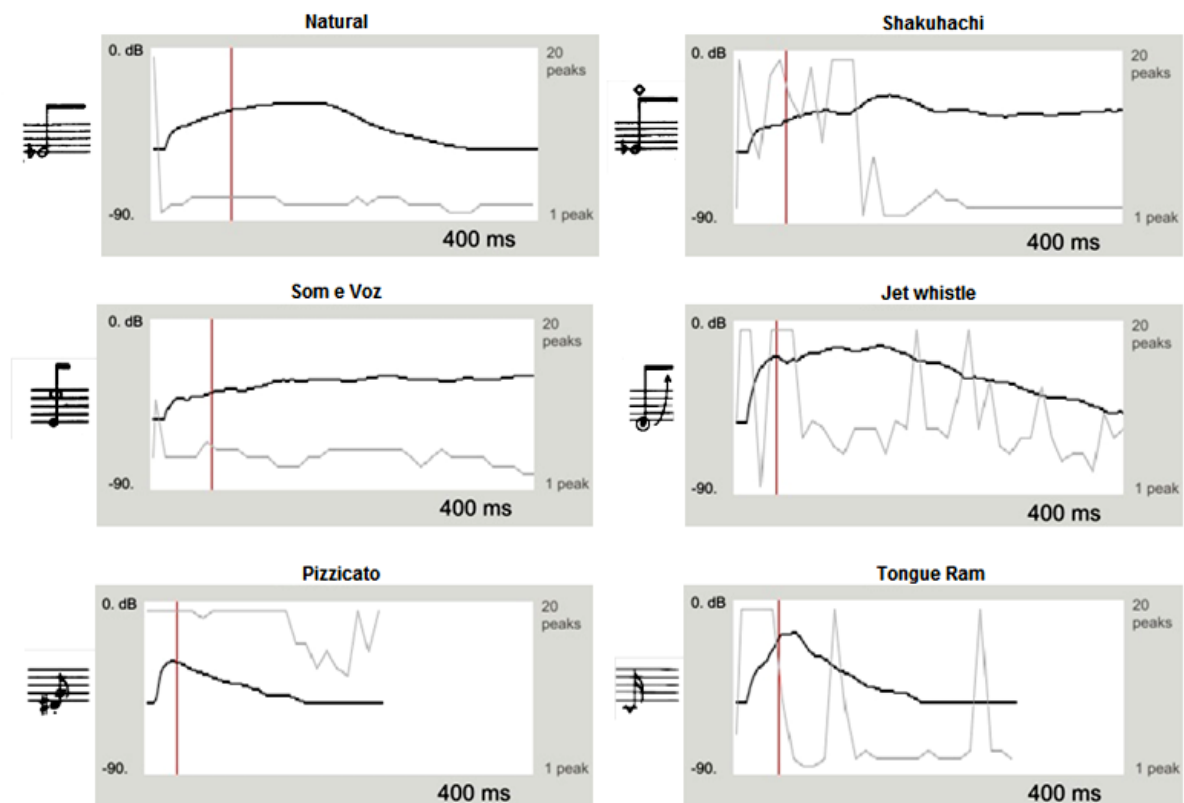 Natural
0. dB
20
peaks
-90.
1 peak
400 ms
Shakuhachi
0. dB
20
peaks
-90.
1 peak
400 ms
Som e Voz
0. dB
20
peaks
-90.
1 peak
400 ms
Jet whistle
0. dB
20
peaks
-90.
1 peak
400 ms
Pizzicato
0. dB
20
peaks
-90.
1 peak
400 ms
Tongue Ram
0. dB
20
peaks
-90.
1 peak
400 ms